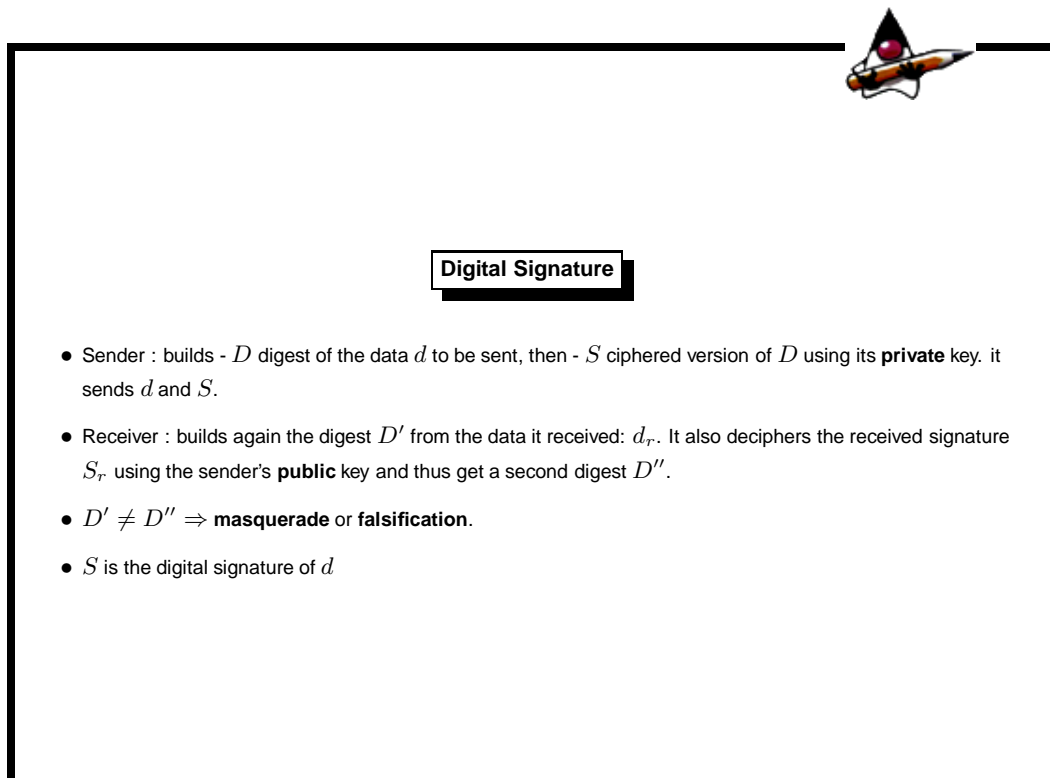 Digital Signature
• Sender : builds - D digest of the data d to be sent, then - S ciphered version of D using its private key. it
sends d and S.
• Receiver : builds again the digest D′ from the data it received: dᵣ. It also deciphers the received signature
Sᵣ using the sender's public key and thus get a second digest D′′.
• D′ ≠ D′′ ⇒ masquerade or falsification.
• S is the digital signature of d